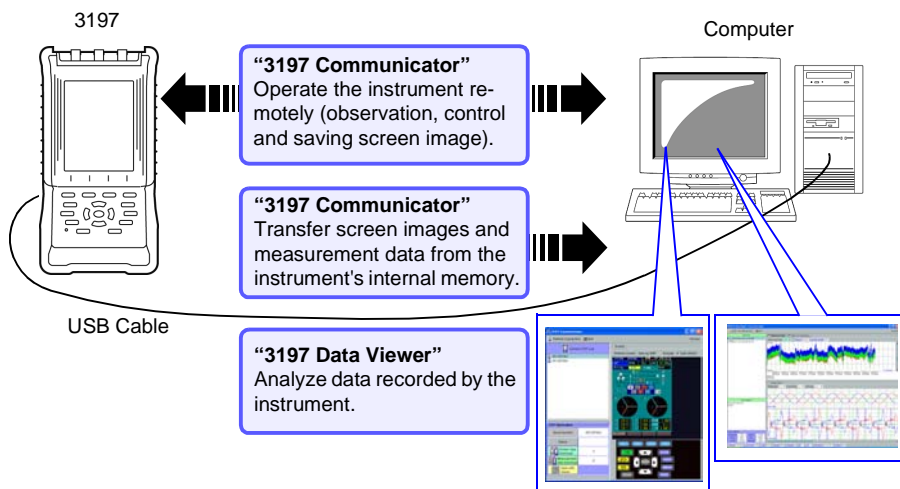 3197
Computer
“3197 Communicator”
Operate the instrument re-
motely (observation, control
and saving screen image).
“3197 Communicator”
Transfer screen images and
measurement data from the
instrument's internal memory.
USB Cable
“3197 Data Viewer”
Analyze data recorded by the
instrument.